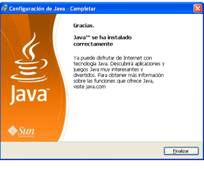 Configuración de Java - Completar
Gracias.
Java™ se ha instalado
correctamente
Ya puede disfrutar de Internet con
tecnología Java. Descubrirá aplicaciones y
juegos Java muy interesantes y
divertidos. Para obtener más información
sobre las funciones que ofrece Java,
visite java.com
Java
Sun
Finalizar